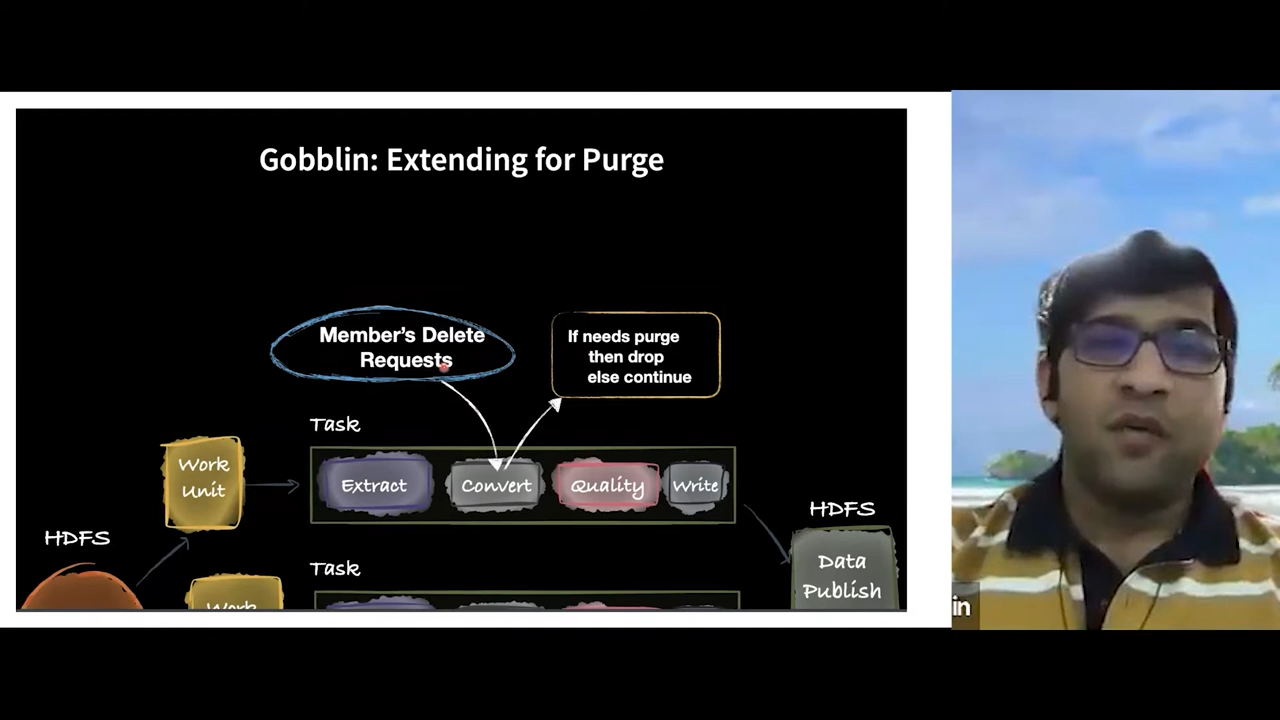 Gobblin: Extending for Purge
Member's Delete
Requests
If needs purge
then drop
else continue
Task
Work
Unit
Extract
Convert
Quality
Write
HDFS
HDFS
Data
Publish
Task
Work
in